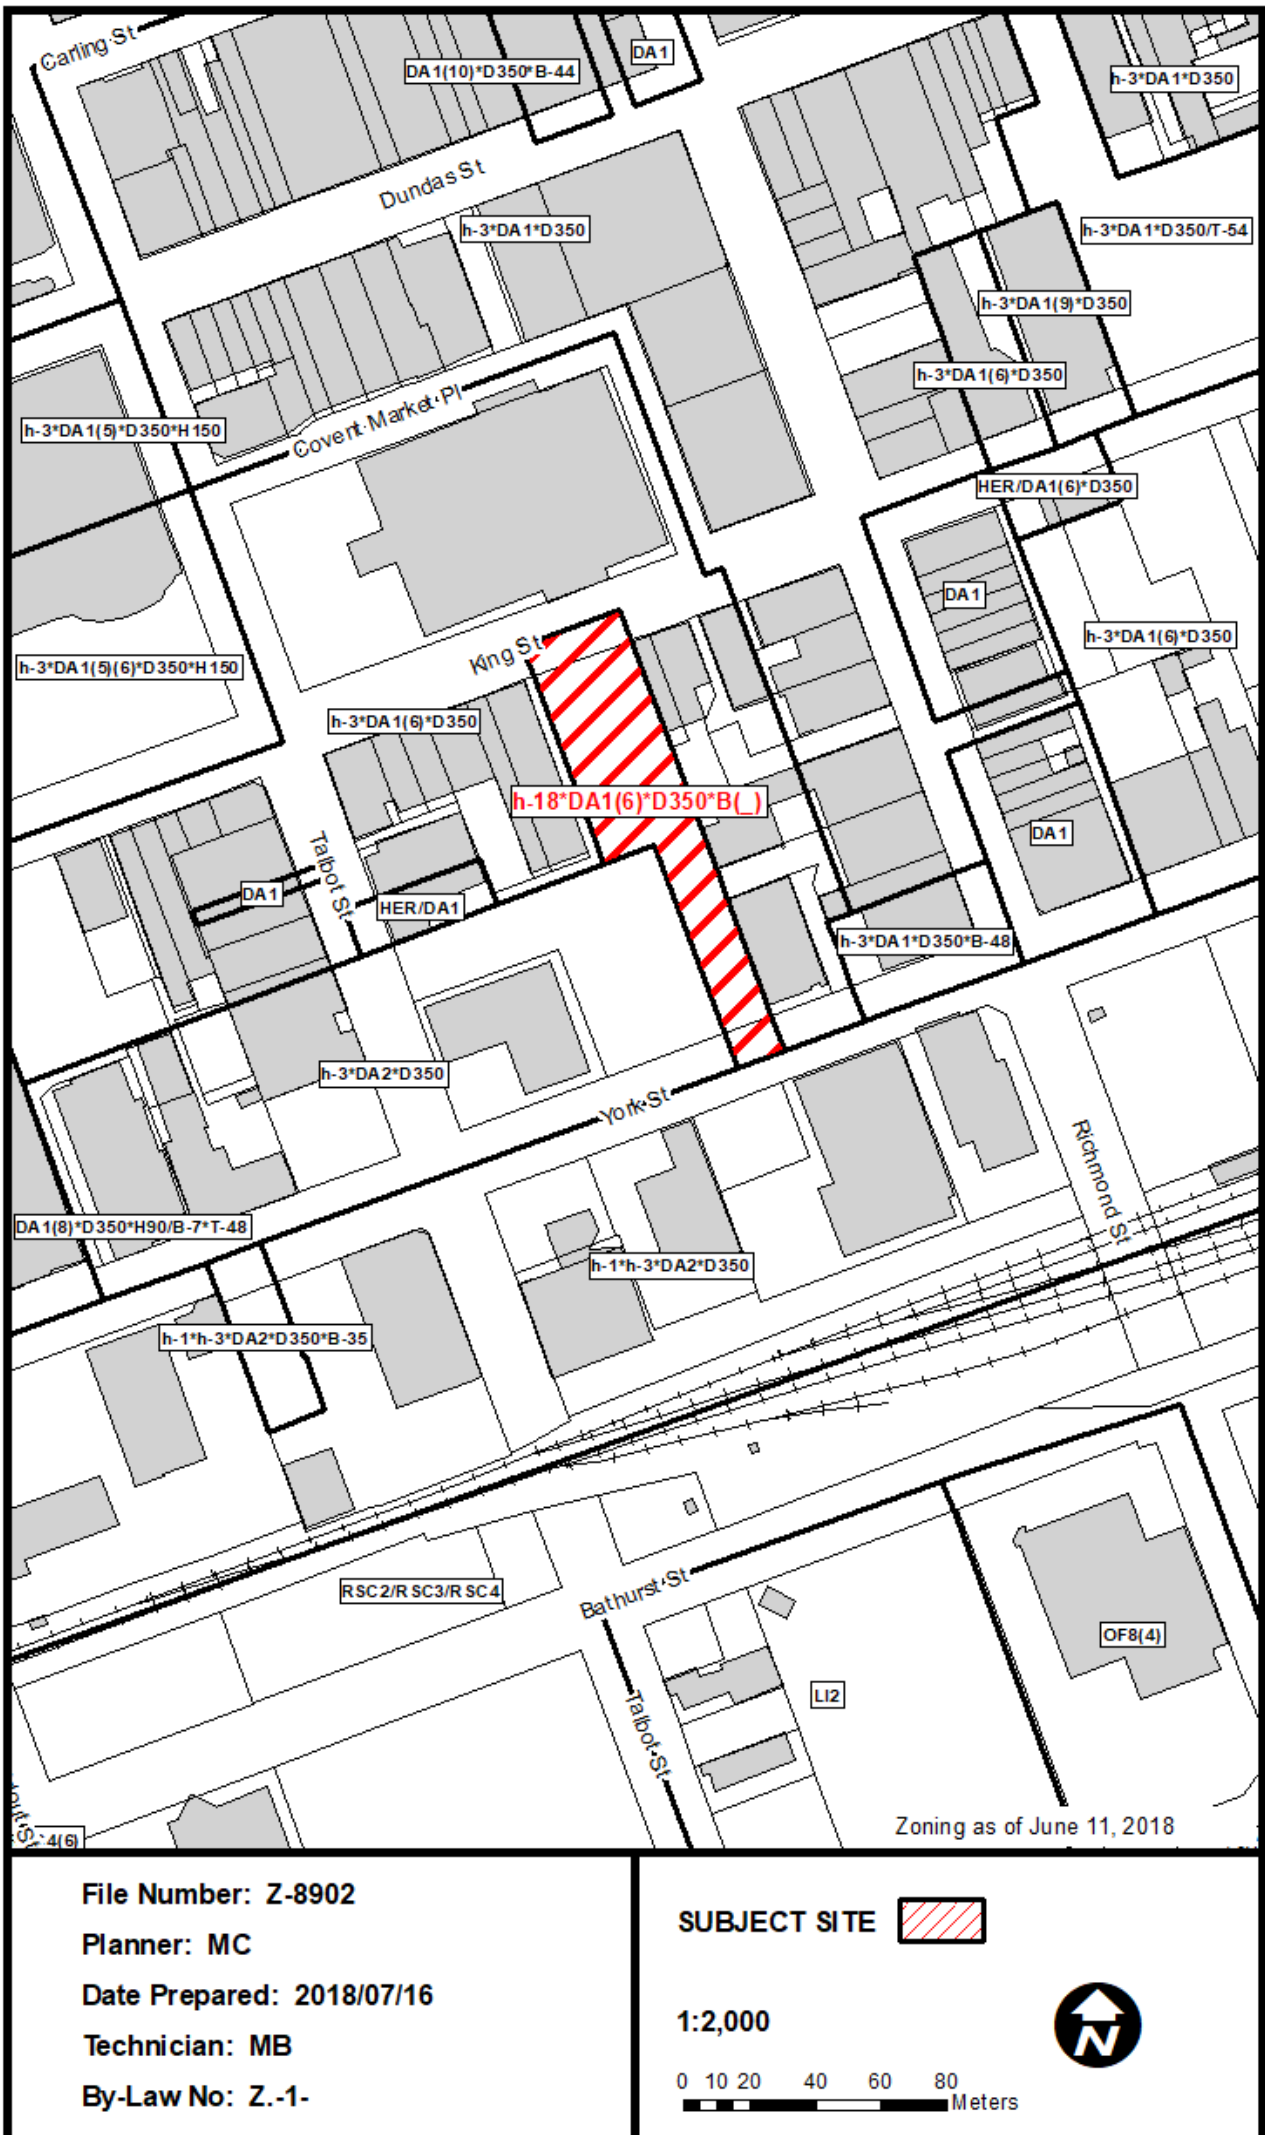 Carling St
DA1(10)*D350*B-44
DA1
h-3*DA1*D350
Dundas St
h-3*DA1*D350
h-3*DA1*D350/T-54
h-3*DA1(9)*D350
h-3*DA1(6)*D350
Covent Market Pl
h-3*DA1(5)*D350*H150
HER/DA1(6)*D350
DA1
h-3*DA1(6)*D350
King St
h-3*DA1(5)(6)*D350*H150
h-3*DA1(6)*D350
h-18*DA1(6)*D350*B(_)
DA1
Talbot St
DA1
HER/DA1
h-3*DA1*D350*B-48
h-3*DA2*D350
York St
Richmond St
DA1(8)*D350*H90/B-7*T-48
h-1*h-3*DA2*D350
h-1*h-3*DA2*D350*B-35
RSC2/RSC3/RSC4
Bathurst St
OF8(4)
LI2
Talbot St
4(6)
Zoning as of June 11, 2018
File Number: Z-8902
Planner: MC
Date Prepared: 2018/07/16
Technician: MB
By-Law No: Z.-1-
SUBJECT SITE
1:2,000
N
0 10 20 40 60 80
Meters